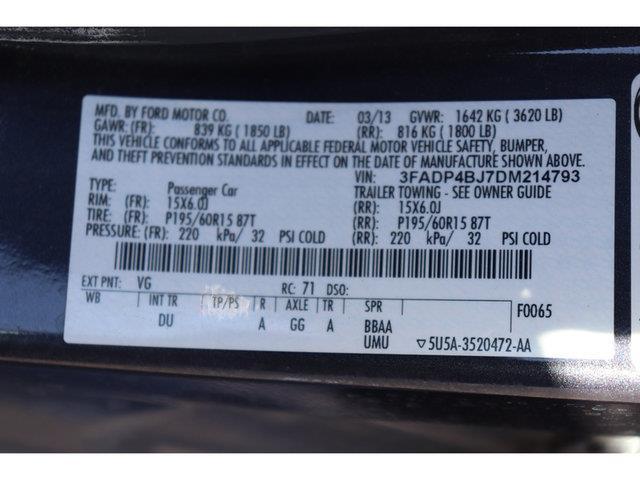 MFD. BY FORD MOTOR CO. DATE: 03/13 GVWR: 1642 KG ( 3620 LB)
GAWR: (FR): 839 KG ( 1850 LB) (RR): 816 KG ( 1800 LB)
THIS VEHICLE CONFORMS TO ALL APPLICABLE FEDERAL MOTOR VEHICLE SAFETY, BUMPER,
AND THEFT PREVENTION STANDARDS IN EFFECT ON THE DATE OF MANUFACTURE SHOWN ABOVE.
VIN: 3FADP4BJ7DM214793
TYPE: Passenger Car TRAILER TOWING - SEE OWNER GUIDE
RIM: (FR): 15X6.0J (RR): 15X6.0J
TIRE: (FR): P195/60R15 87T (RR): P195/60R15 87T
PRESSURE: (FR): 220 kPa/ 32 PSI COLD (RR): 220 kPa/ 32 PSI COLD
EXT PNT: VG RC: 71 DSO:
WB INT TR TP/PS R AXLE TR SPR F0065
DU A GG A BBAA
UMU ▽5U5A-3520472-AA